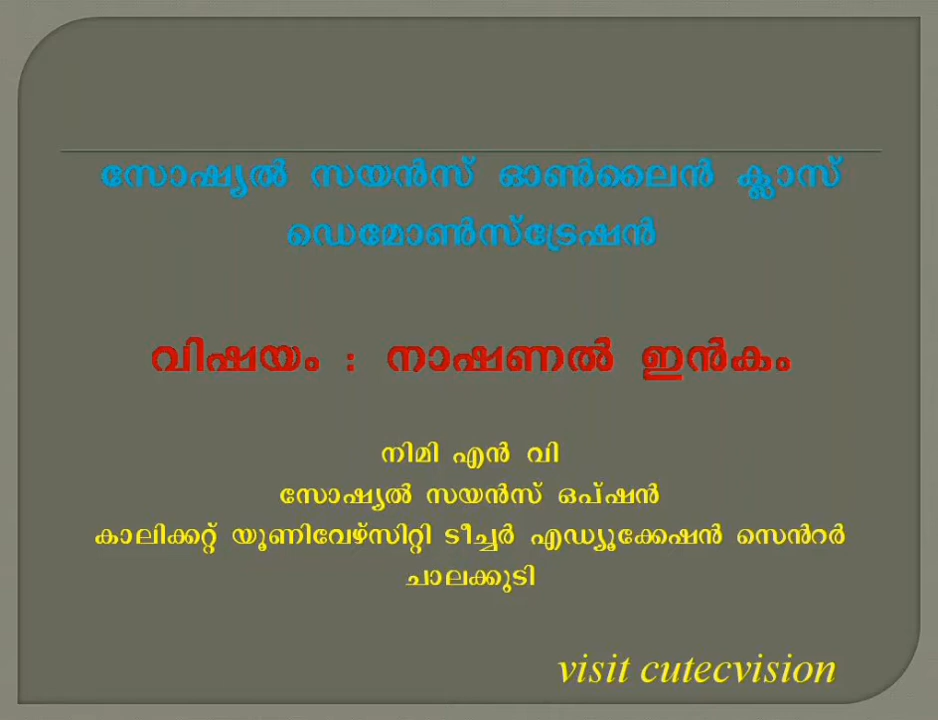 സോഷ്യൽ സയൻസ് ഓൺലൈൻ ക്ലാസ്
ഡെമോൺസ്ട്രേഷൻ
വിഷയം : നാഷണൽ ഇൻകം
നിമി എൻ വി
സോഷ്യൽ സയൻസ് ഒപ്ഷൻ
കാലിക്കറ്റ് യൂണിവേഴ്സിറ്റി ടീച്ചർ എഡ്യൂക്കേഷൻ സെൻറർ
ചാലക്കുടി
visit cutecvision